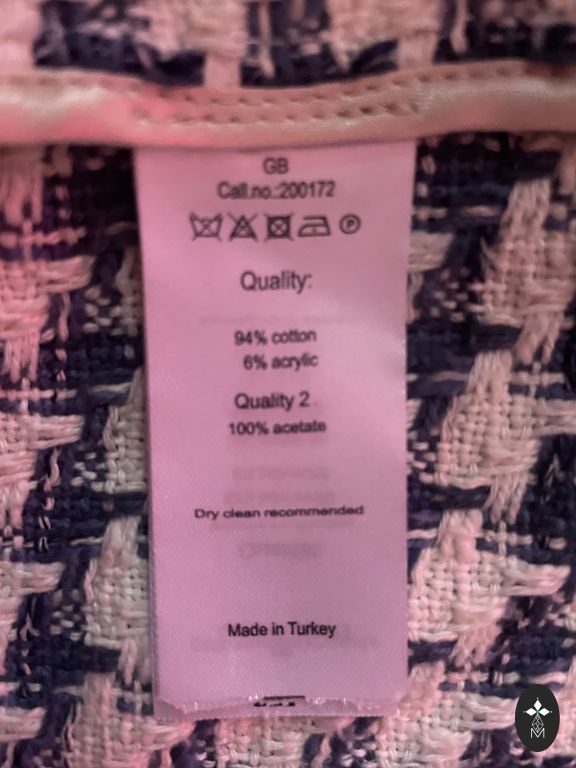 GB
Call.no.:200172
P
Quality:
94% cotton
6% acrylic
Quality 2
100% acetate
Dry clean recommended
Made in Turkey
M